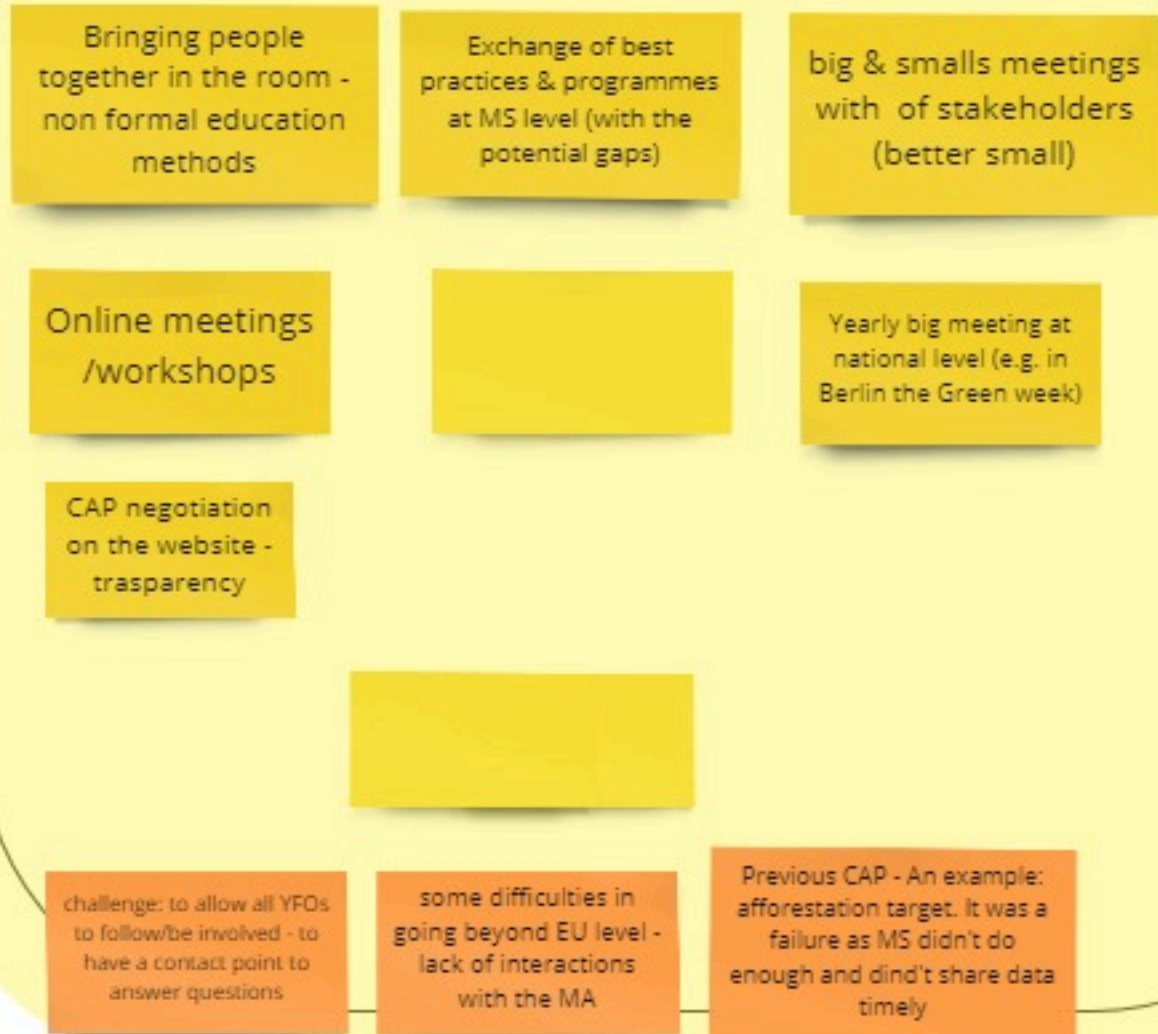 Bringing people
together in the room -
non formal education
methods
Exchange of best
practices & programmes
at MS level (with the
potential gaps)
big & smalls meetings
with of stakeholders
(better small)
Online meetings
/workshops
Yearly big meeting at
national level (e.g. in
Berlin the Green week)
CAP negotiation
on the website -
trasparency
challenge: to allow all YFOs
to follow/be involved - to
have a contact point to
answer questions
some difficulties in
going beyond EU level -
lack of interactions
with the MA
Previous CAP - An example:
afforestation target. It was a
failure as MS didn't do
enough and dind't share data
timely